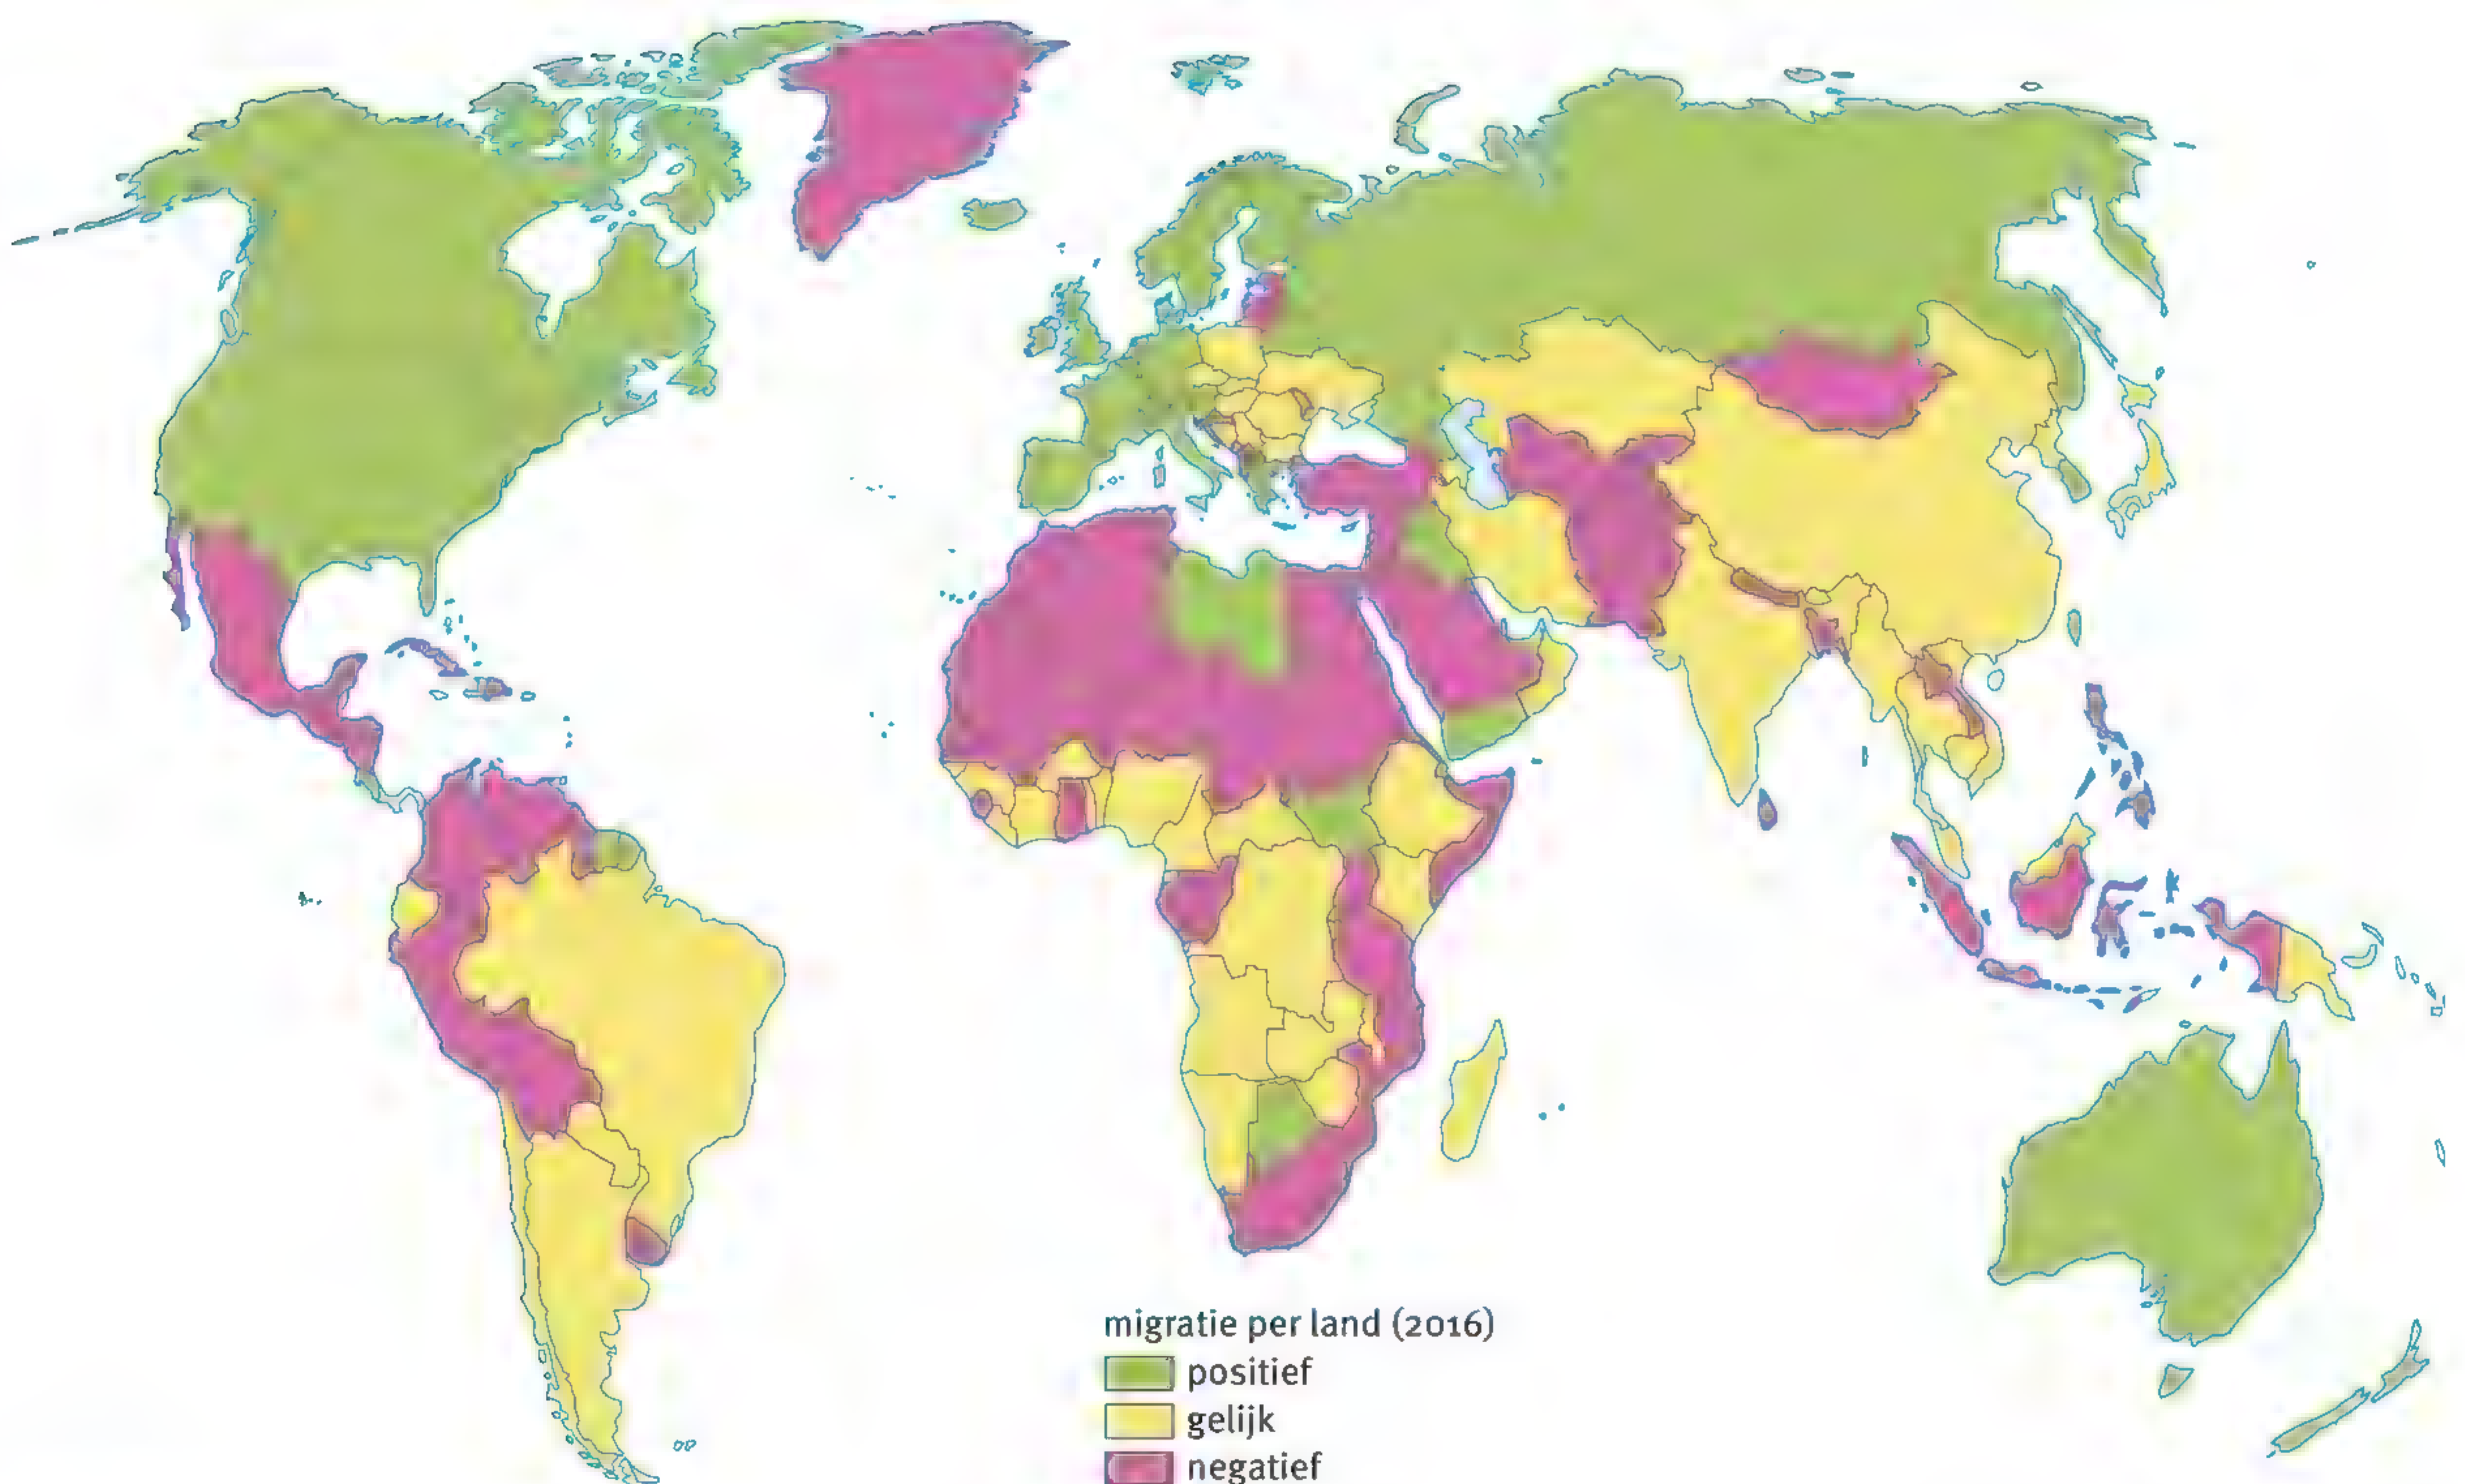 migratie per land (2016)
positief
gelijk
negatief